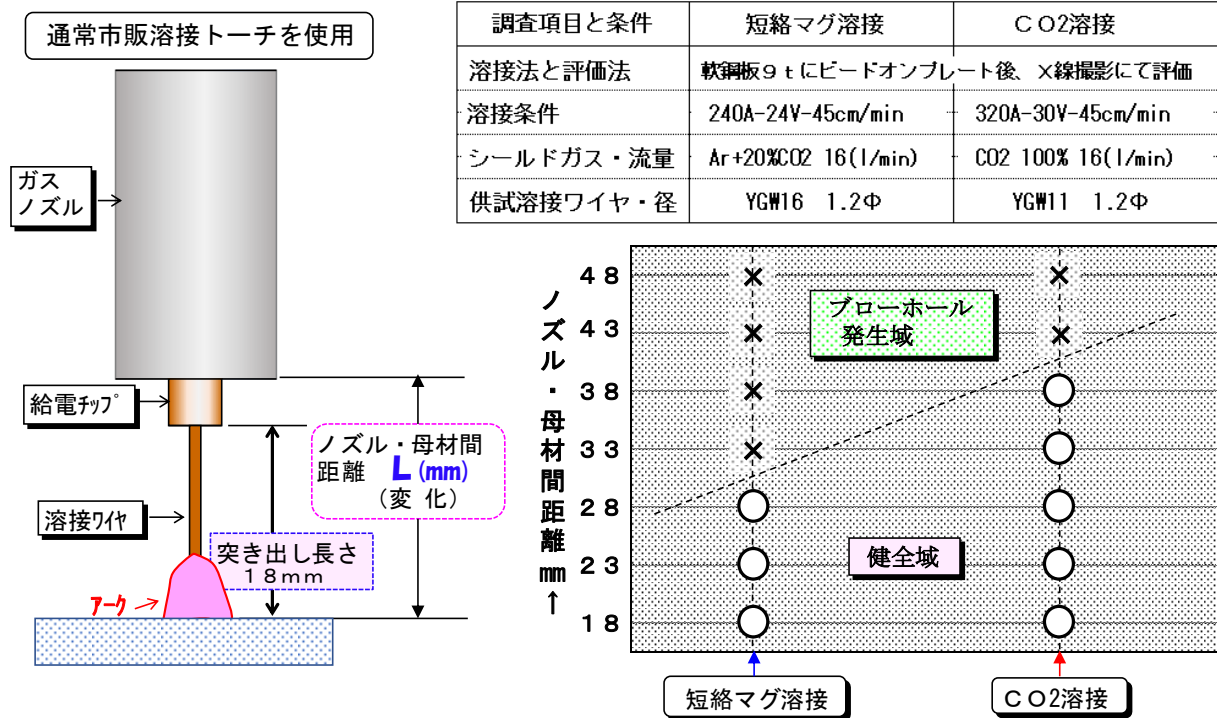 通常市販溶接トーチを使用
ガス
ノズル
給電ﾁｯﾌﾟ
溶接ﾜｲﾔ
アーク
突き出し長さ
18mm
ノズル・母材間
距離 L(mm)
(変 化)
調査項目と条件 短絡マグ溶接 CO2溶接
溶接法と評価法 軟鋼板9tにビードオンプレート後、X線撮影にて評価
溶接条件 240A-24V-45cm/min 320A-30V-45cm/min
シールドガス・流量 Ar+20%CO2 16(l/min) CO2 100% 16(l/min)
供試溶接ワイヤ・径 YGW16 1.2Φ YGW11 1.2Φ
ノズル・母材間距離mm→
48
43
38
33
28
23
18
ブローホール
発生域
健全域
短絡マグ溶接
CO2溶接